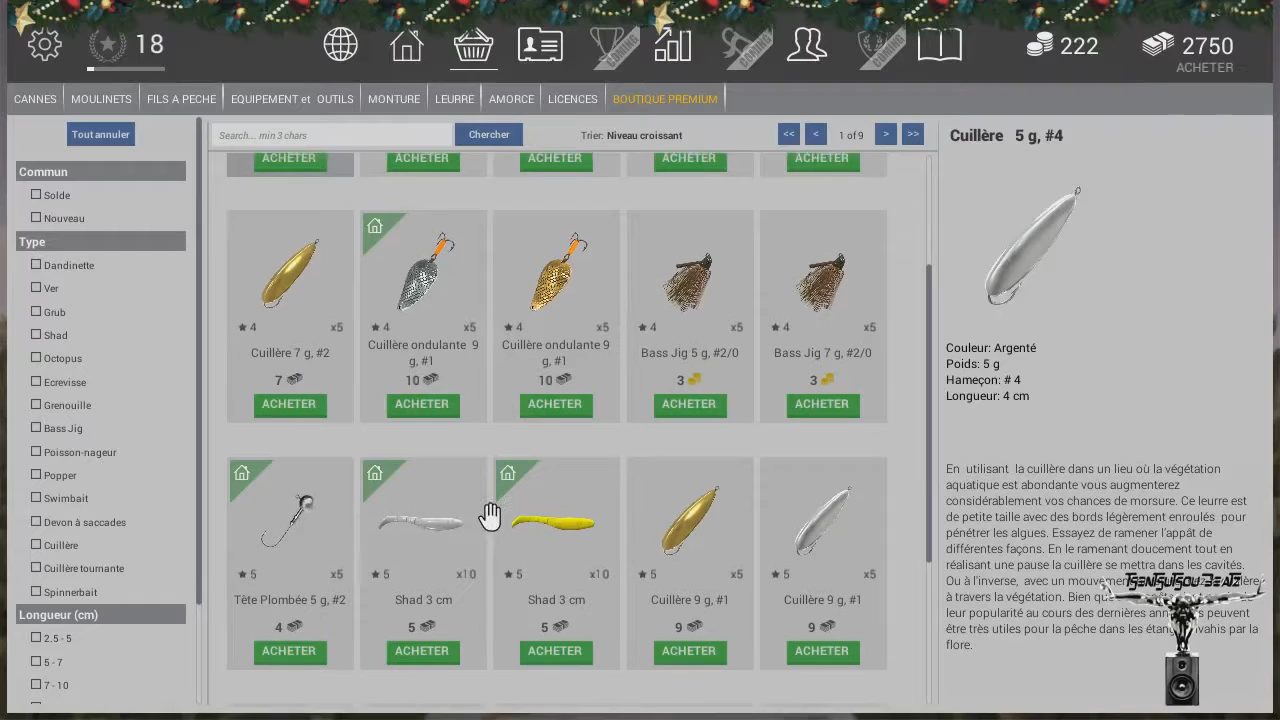 18
222
2750
ACHETER
CANNES
MOULINETS
FILS A PECHE
EQUIPEMENT et OUTILS
MONTURE
LEURRE
AMORCE
LICENCES
BOUTIQUE PREMIUM
Tout annuler
Search... min 3 chars
Chercher
Trier: Niveau croissant
<<
<
1 of 9
>
>>
Commun
Solde
Nouveau
Type
Dandinette
Ver
Grub
Shad
Octopus
Ecrevisse
Grenouille
Bass Jig
Poisson-nageur
Popper
Swimbait
Devon à saccades
Cuillère
Cuillère tournante
Spinnerbait
Longueur (cm)
2.5 - 5
5 - 7
7 - 10
ACHETER
ACHETER
ACHETER
ACHETER
ACHETER
4 x5
Cuillère 7 g, #2
7
ACHETER
4 x5
Cuillère ondulante 9
g, #1
10
ACHETER
4 x5
Cuillère ondulante 9
g, #1
10
ACHETER
4 x5
Bass Jig 5 g, #2/0
3
ACHETER
4 x5
Bass Jig 7 g, #2/0
3
ACHETER
5 x5
Tête Plombée 5 g, #2
4
ACHETER
5 x10
Shad 3 cm
5
ACHETER
5 x10
Shad 3 cm
5
ACHETER
5 x5
Cuillère 9 g, #1
9
ACHETER
5 x5
Cuillère 9 g, #1
9
ACHETER
Cuillère 5 g, #4
Couleur: Argenté
Poids: 5 g
Hameçon: # 4
Longueur: 4 cm
En utilisant la cuillère dans un lieu où la végétation
aquatique est abondante vous augmenterez
considérablement vos chances de morsure. Ce leurre est
de petite taille avec des bords légèrement enroulés pour
pénétrer les algues. Essayez de ramener l'appât de
différentes façons. En le ramenant doucement tout en
réalisant une pause la cuillère se mettra dans les cavités.
Ou à l'inverse, avec un
à travers la végétation. Bien
leur popularité au cours des dernières peuvent
être très utiles pour la pêche dans les par la
flore.